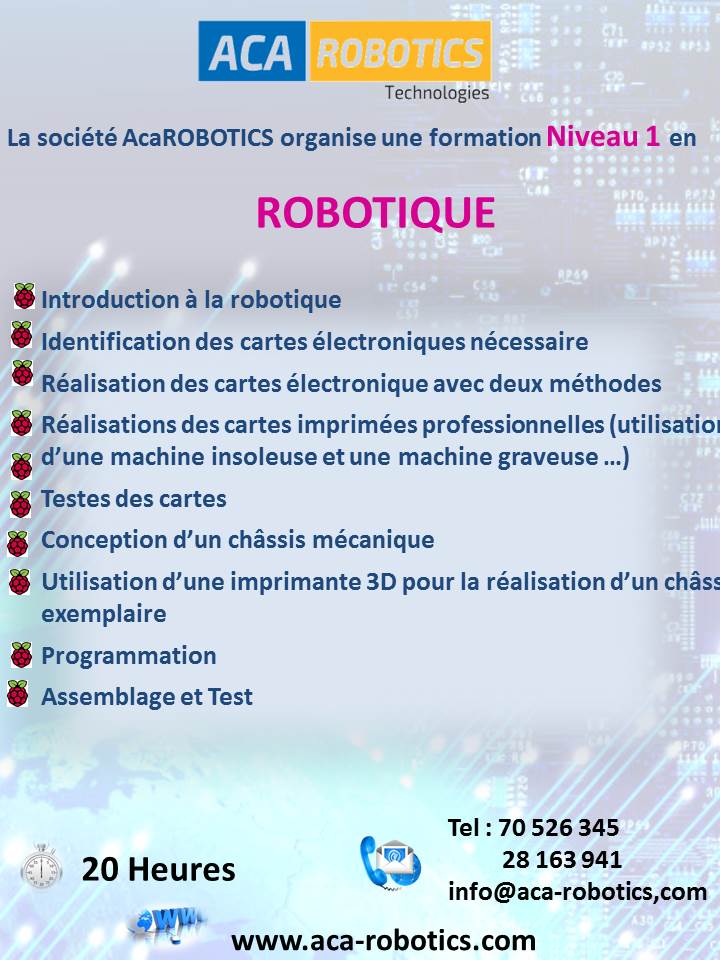 ACA ROBOTICS
Technologies
La société AcaROBOTICS organise une formation Niveau 1 en
ROBOTIQUE
Introduction à la robotique
Identification des cartes électroniques nécessaire
Réalisation des cartes électronique avec deux méthodes
Réalisations des cartes imprimées professionnelles (utilisation
d’une machine insoleuse et une machine graveuse ...)
Testes des cartes
Conception d’un châssis mécanique
Utilisation d’une imprimante 3D pour la réalisation d’un châss
exemplaire
Programmation
Assemblage et Test
Tel : 70 526 345
28 163 941
20 Heures
info@aca-robotics,com
www.aca-robotics.com